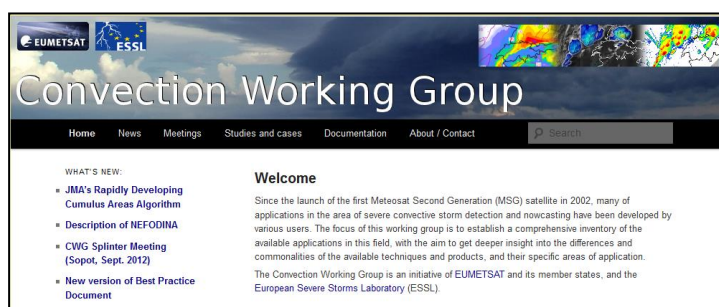 EUMETSAT
ESSL
Convection Working Group
Home News Meetings Studies and cases Documentation About / Contact Search
WHAT'S NEW:
JMA's Rapidly Developing
Cumulus Areas Algorithm
Description of NEFODINA
CWG Splinter Meeting
(Sopot, Sept. 2012)
New version of Best Practice
Document
Welcome
Since the launch of the first Meteosat Second Generation (MSG) satellite in 2002, many of
applications in the area of severe convective storm detection and nowcasting have been developed by
various users. The focus of this working group is to establish a comprehensive inventory of the
available applications in this field, with the aim to get deeper insight into the differences and
commonalities of the available techniques and products, and their specific areas of application.
The Convection Working Group is an initiative of EUMETSAT and its member states, and the
European Severe Storms Laboratory (ESSL).